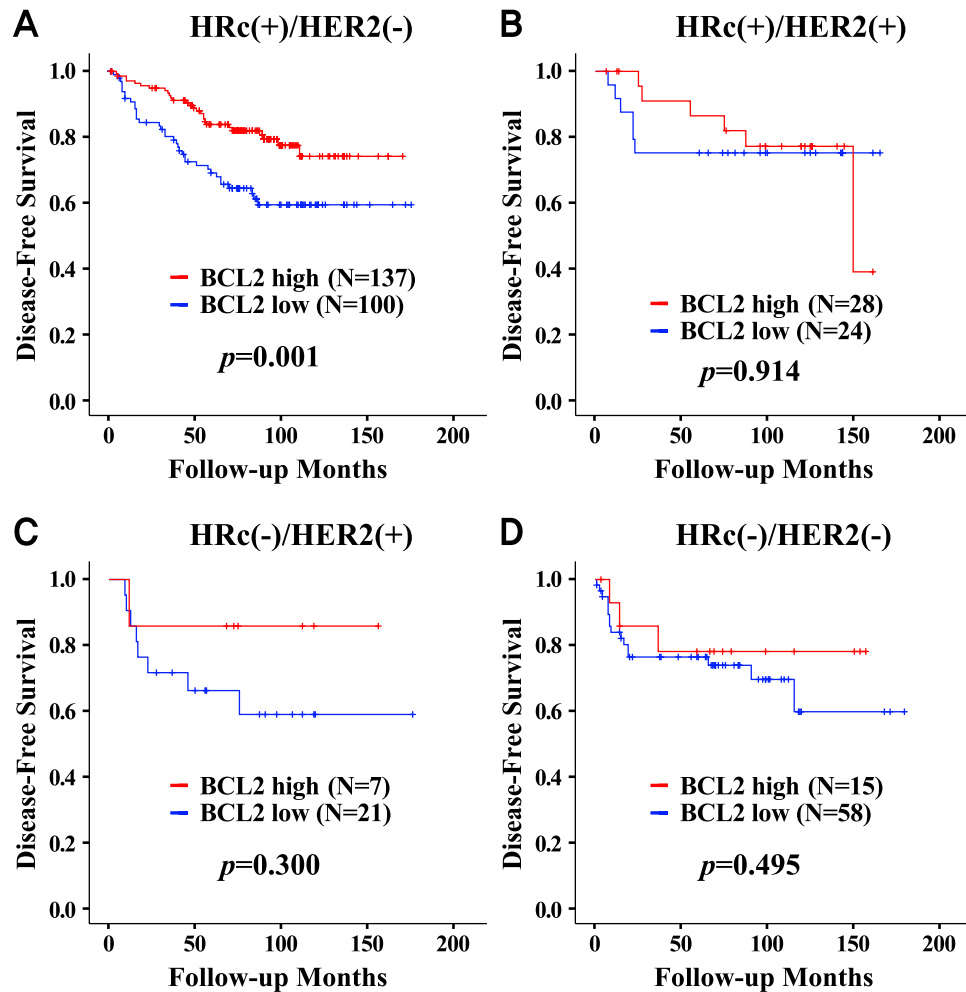 A
HRc(+)/HER2(-)
Disease-Free Survival
1.0
0.8
0.6
0.4
0.2
0.0
BCL2 high (N=137)
BCL2 low (N=100)
p=0.001
0 50 100 150 200
Follow-up Months
B
HRc(+)/HER2(+)
Disease-Free Survival
1.0
0.8
0.6
0.4
0.2
0.0
BCL2 high (N=28)
BCL2 low (N=24)
p=0.914
0 50 100 150 200
Follow-up Months
C
HRc(-)/HER2(+)
Disease-Free Survival
1.0
0.8
0.6
0.4
0.2
0.0
BCL2 high (N=7)
BCL2 low (N=21)
p=0.300
0 50 100 150 200
Follow-up Months
D
HRc(-)/HER2(-)
Disease-Free Survival
1.0
0.8
0.6
0.4
0.2
0.0
BCL2 high (N=15)
BCL2 low (N=58)
p=0.495
0 50 100 150 200
Follow-up Months